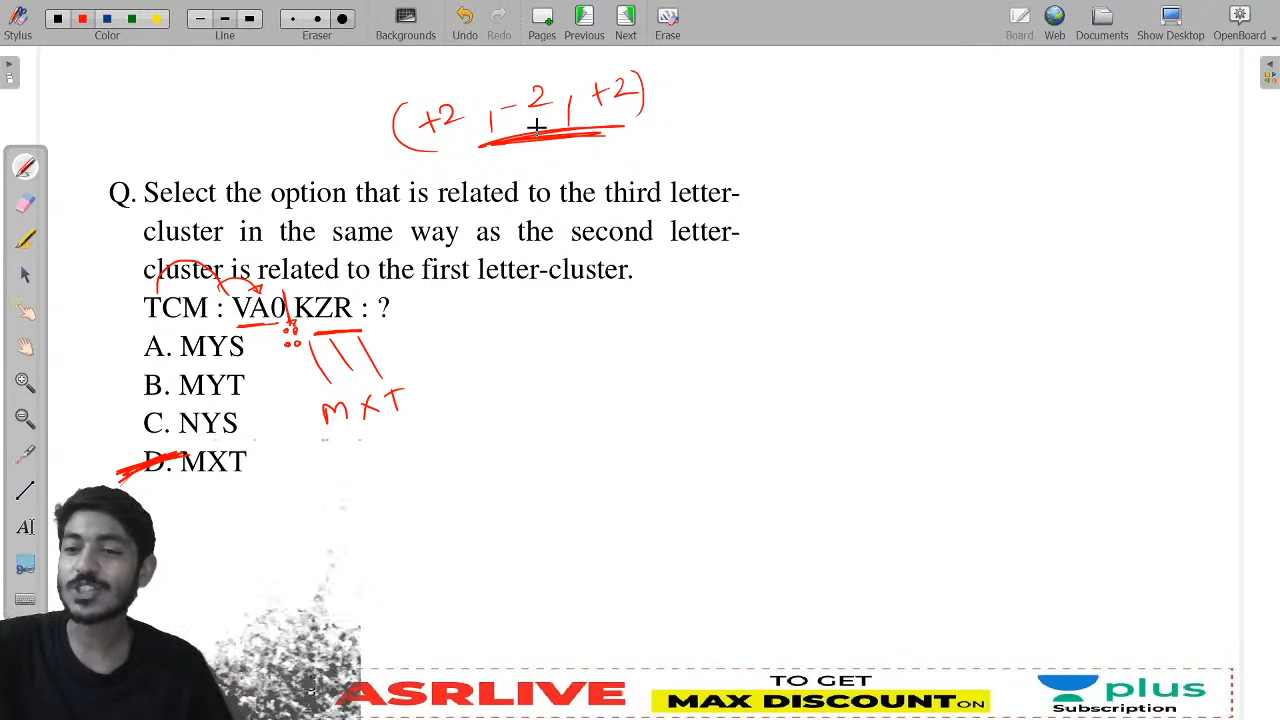 Stylus
Color
Line
Eraser
Backgrounds
Undo
Redo
Pages
Previous
Next
Erase
Board
Web
Documents
Show Desktop
OpenBoard
(+2, -2, +2)
Q. Select the option that is related to the third letter-
cluster in the same way as the second letter-
cluster is related to the first letter-cluster.
TCM : VA0 :: KZR : ?
A. MYS
M X T
B. MYT
C. NYS
D. MXT
ASRLIVE
TO GET
MAX DISCOUNT ON
plus
Subscription